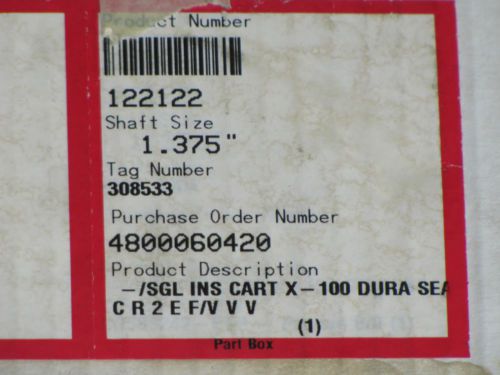 Product Number
122122
Shaft Size
1.375"
Tag Number
308533
Purchase Order Number
4800060420
Product Description
-/SGL INS CART X-100 DURA SEA
C R 2 E F/V V V
(1)
Part Box